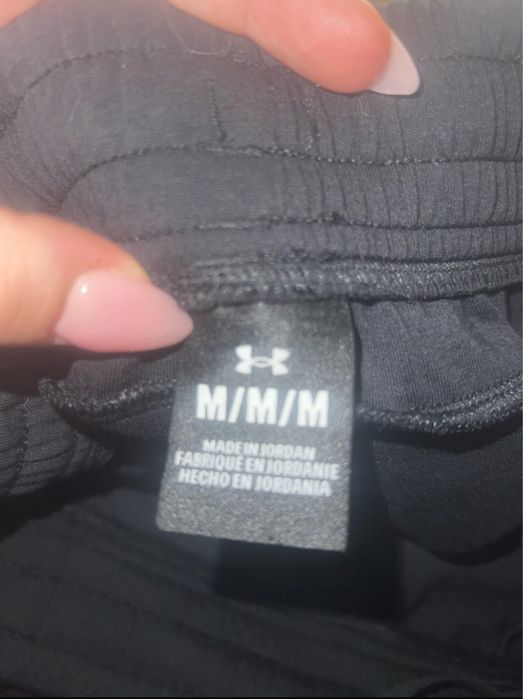 M/M/M
MADE IN JORDAN
FABRIQUÉ EN JORDANIE
HECHO EN JORDANIA